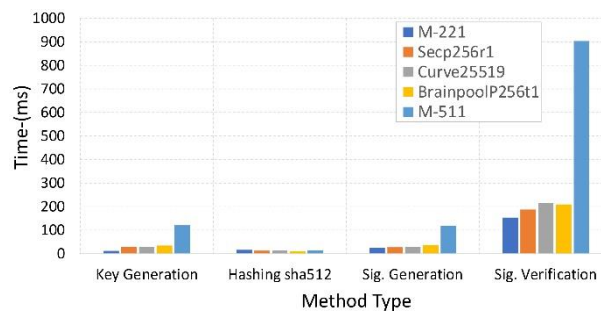 1000
900
800
700
600
500
400
300
200
100
0
Time-(ms)
M-221
Secp256r1
Curve25519
BrainpoolP256t1
M-511
Key Generation Hashing sha512 Sig. Generation Sig. Verification
Method Type